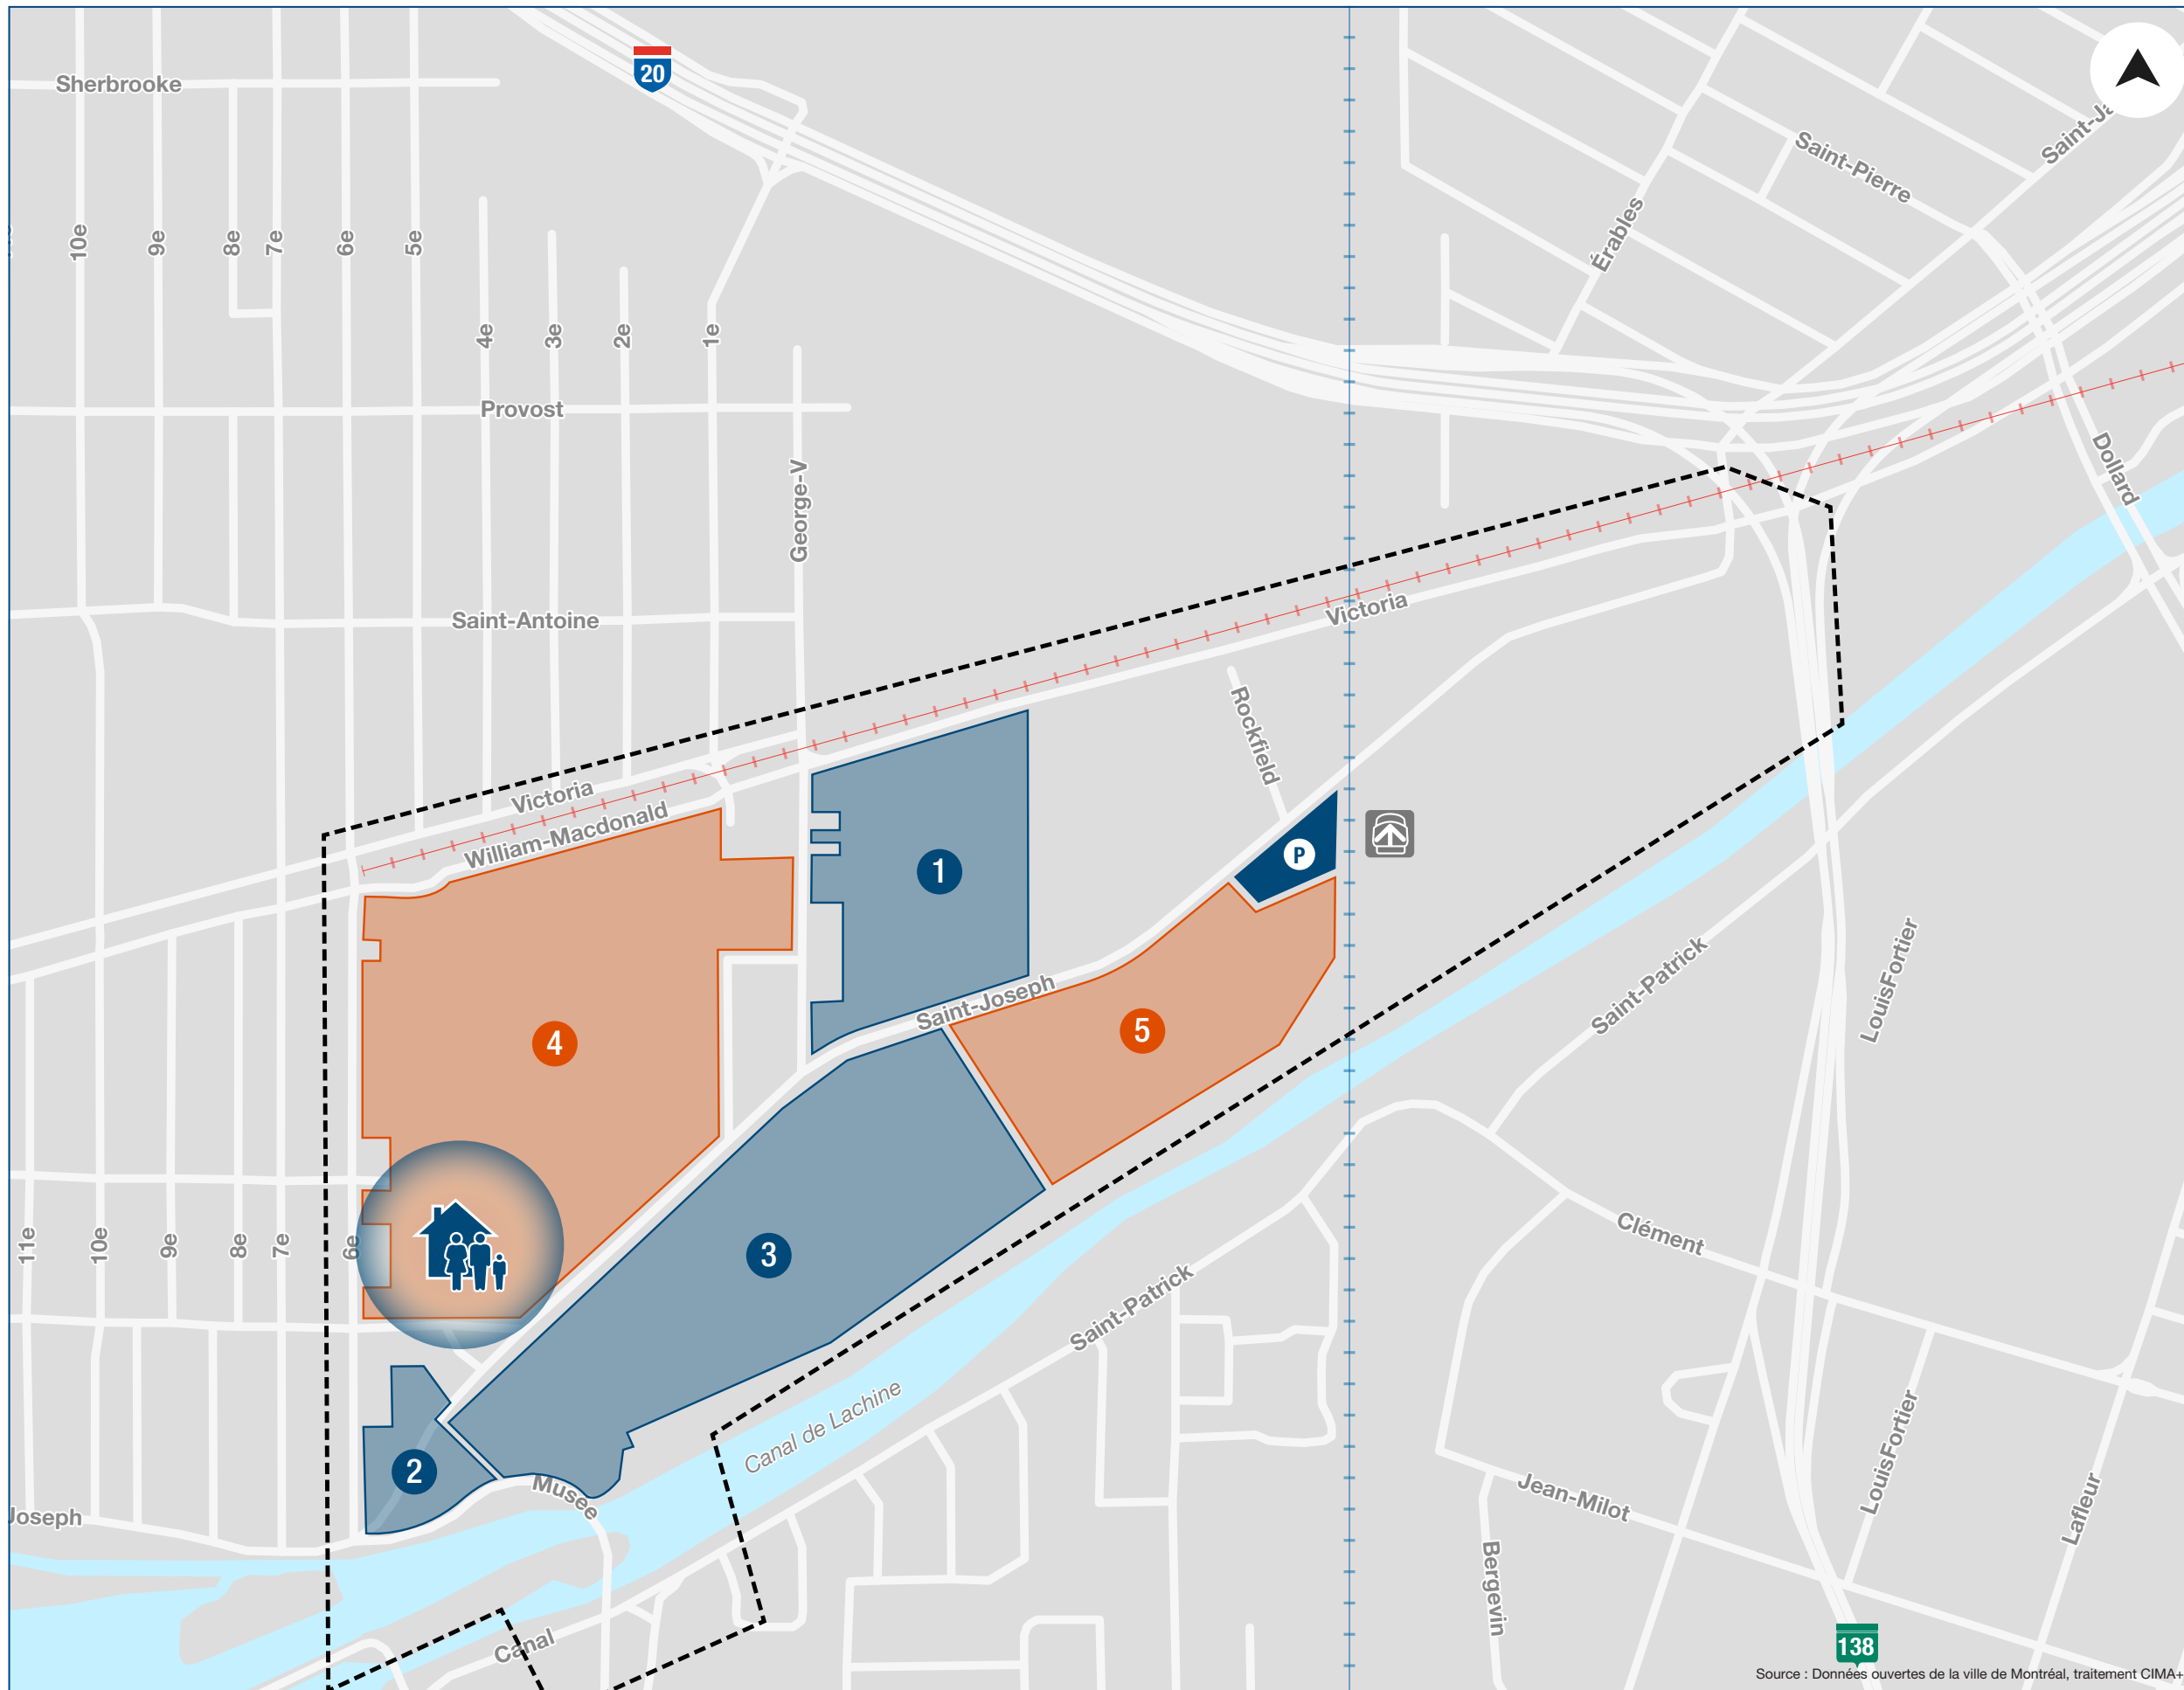 20
Sherbrooke
Saint-Pierre
Érables
10e
9e
8e
7e
6e
5e
4e
3e
2e
1e
Provost
George-V
Dollard
Saint-Antoine
Victoria
Rockfield
Victoria
William-Macdonald
P
1
Saint-Joseph
4
5
Saint-Patrick
LouisFortier
11e
10e
9e
8e
7e
6e
3
Clément
Saint-Patrick
Canal de Lachine
2
Musée
Joseph
Jean-Milot
LouisFortier
Lafleur
Bergevin
Canal
138
Source : Données ouvertes de la ville de Montréal, traitement CIMA+